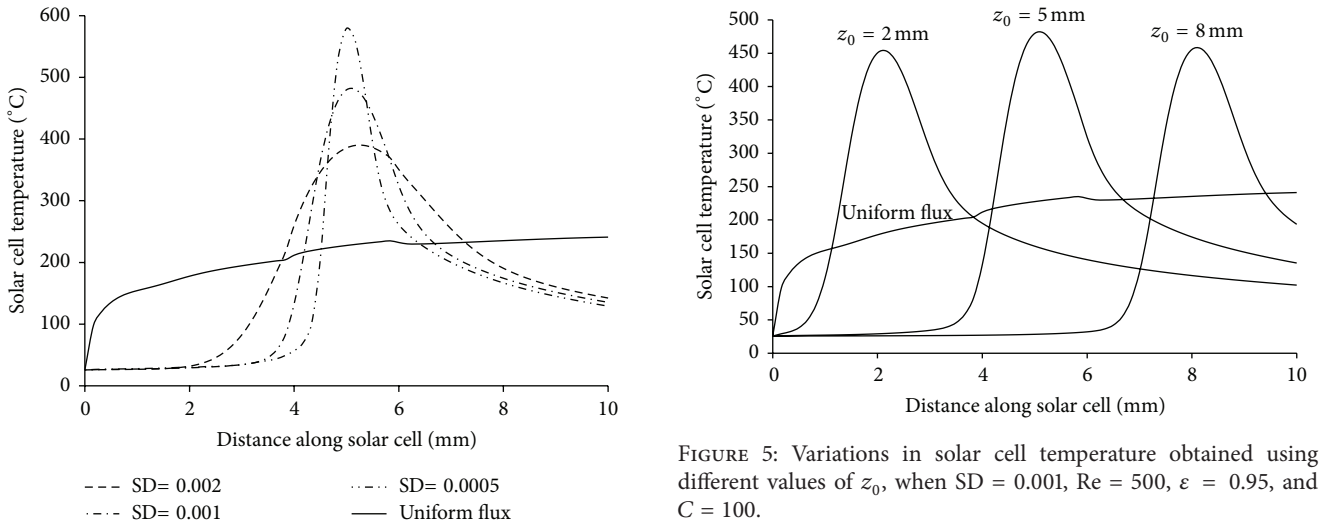 600
500
400
300
200
100
0
Solar cell temperature (°C)
0 2 4 6 8 10
Distance along solar cell (mm)
SD= 0.002
SD= 0.001
SD= 0.0005
Uniform flux
500
450
400
350
300
250
200
150
100
50
0
Solar cell temperature (°C)
z0 = 2 mm
z0 = 5 mm
z0 = 8 mm
Uniform flux
0 2 4 6 8 10
Distance along solar cell (mm)
FIGURE 5: Variations in solar cell temperature obtained using
different values of z0, when SD = 0.001, Re = 500, ε = 0.95, and
C = 100.